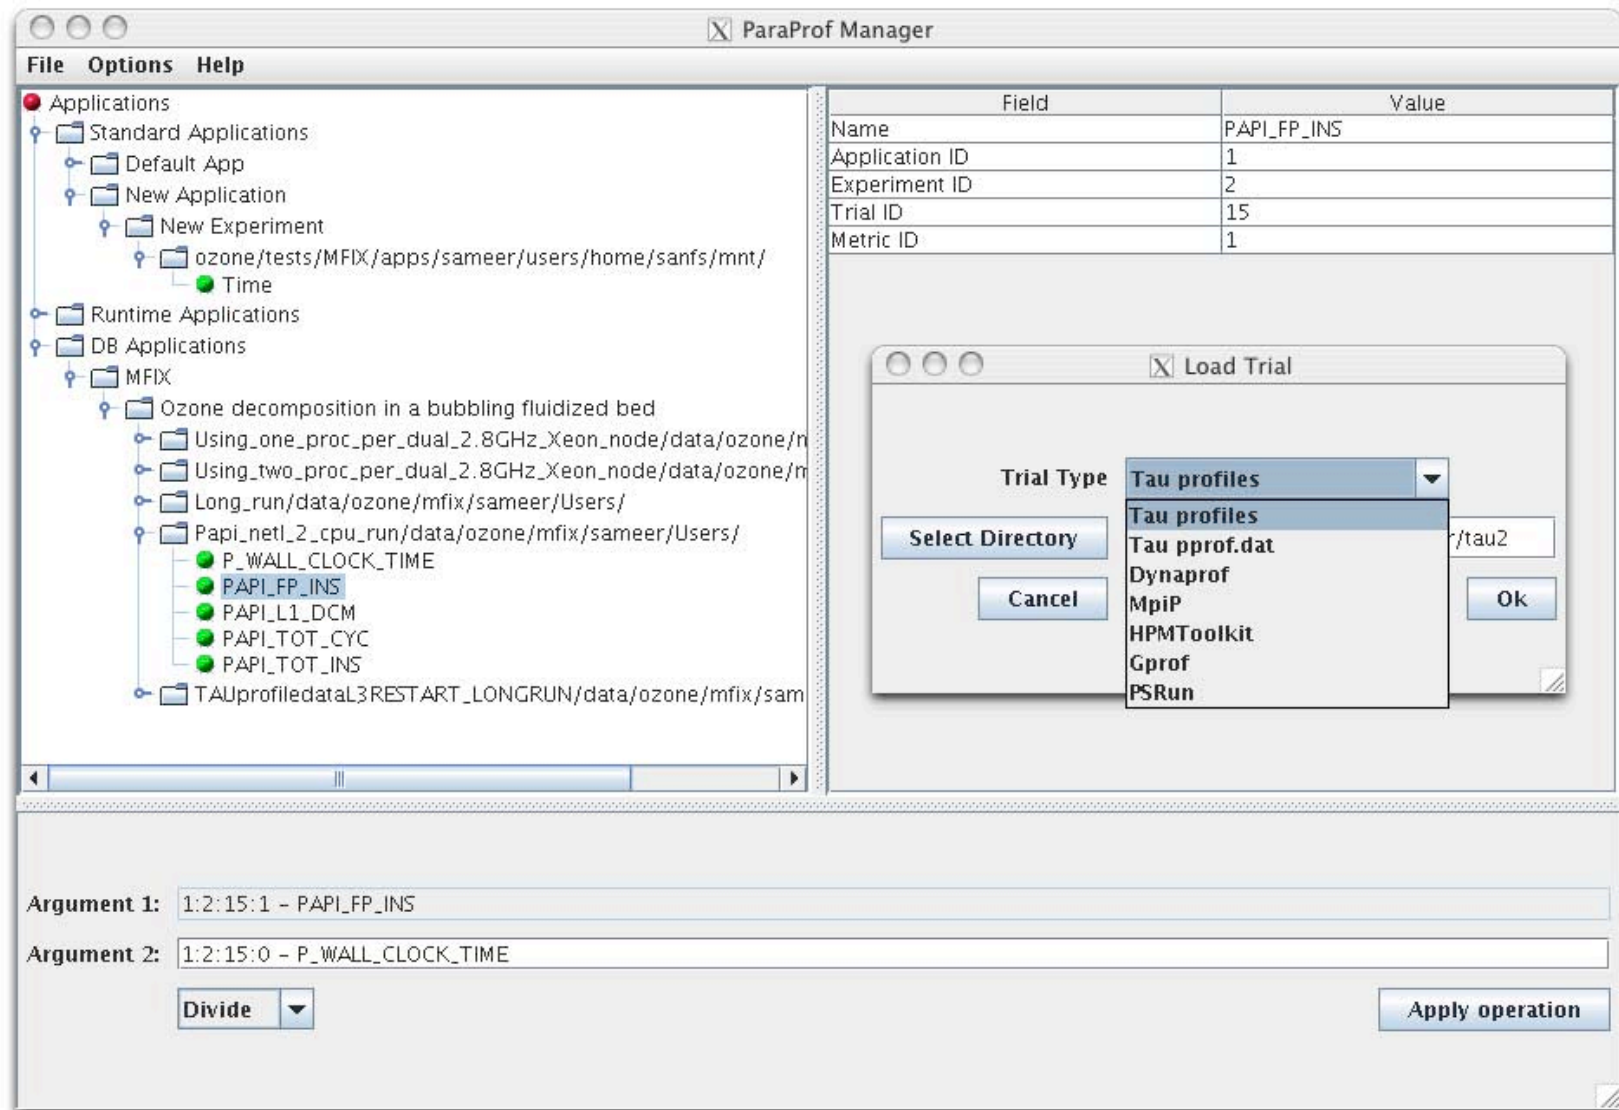 ParaProf Manager
File Options Help
Applications
Standard Applications
Default App
New Application
New Experiment
ozone/tests/MFIX/apps/sameer/users/home/sanfs/mnt/
Time
Runtime Applications
DB Applications
MFIX
Ozone decomposition in a bubbling fluidized bed
Using_one_proc_per_dual_2.8GHz_Xeon_node/data/ozone/
Using_two_proc_per_dual_2.8GHz_Xeon_node/data/ozone/
Long_run/data/ozone/mfix/sameer/Users/
Papi_netl_2_cpu_run/data/ozone/mfix/sameer/Users/
P_WALL_CLOCK_TIME
PAPI_FP_INS
PAPI_L1_DCM
PAPI_TOT_CYC
PAPI_TOT_INS
TAUprofiledataL3RESTART_LONGRUN/data/ozone/mfix/sam
Field Value
Name PAPI_FP_INS
Application ID 1
Experiment ID 2
Trial ID 15
Metric ID 1
Load Trial
Trial Type Tau profiles
Tau profiles
Select Directory /tau2
Tau pprof.dat
Dynaprof
Cancel MpiP Ok
HPMToolkit
Gprof
PSRun
Argument 1: 1:2:15:1 - PAPI_FP_INS
Argument 2: 1:2:15:0 - P_WALL_CLOCK_TIME
Divide Apply operation